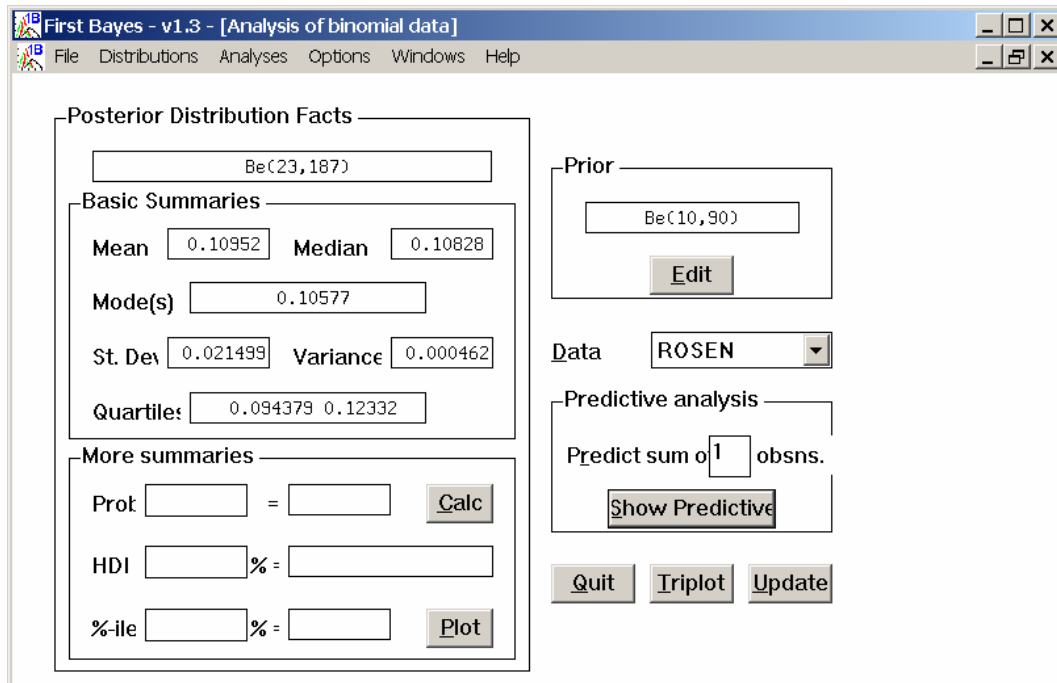 First Bayes - v1.3 - [Analysis of binomial data]
File Distributions Analyses Options Windows Help
Posterior Distribution Facts
Be(23,187)
Basic Summaries
Mean 0.10952 Median 0.10828
Mode(s) 0.10577
St. Dev 0.021499 Variance 0.000462
Quartiles 0.094379 0.12332
More summaries
Prob = Calc
HDI % =
%-ile % = Plot
Prior
Be(10,90)
Edit
Data ROSEN
Predictive analysis
Predict sum of 1 obsns.
Show Predictive
Quit Triplot Update